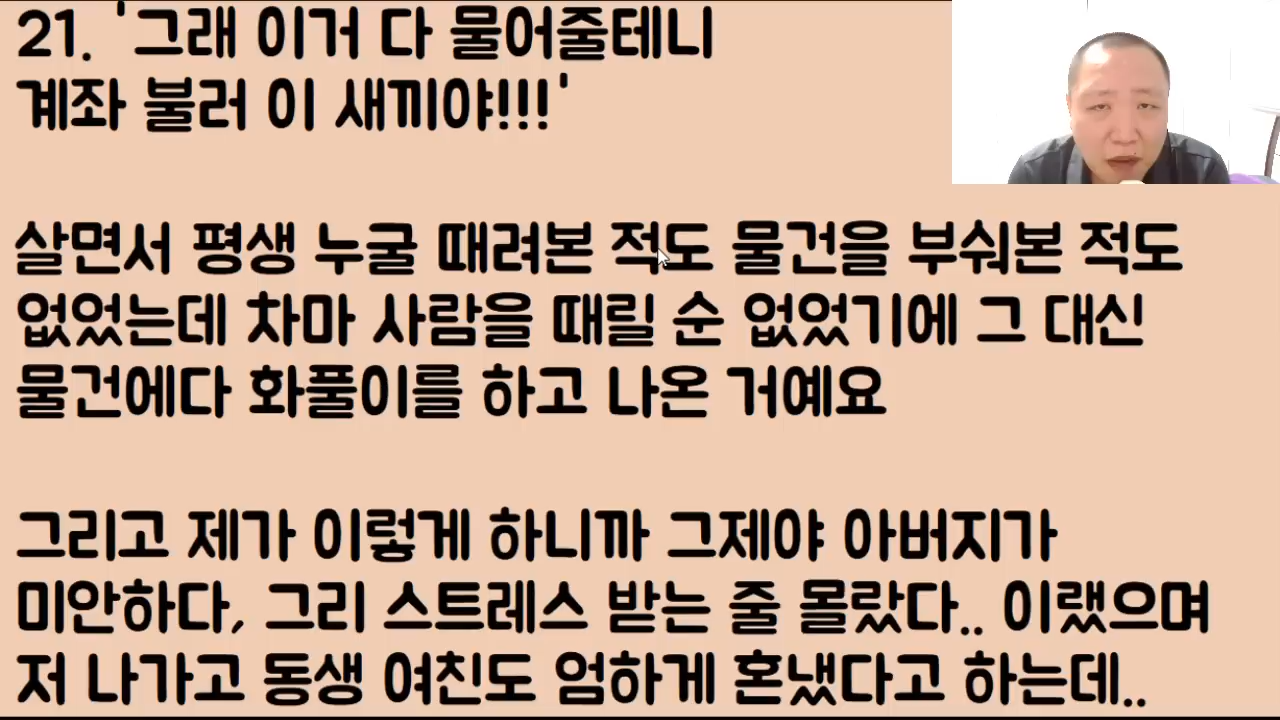 21. '그래 이거 다 물어줄테니
계좌 불러 이 새끼야!!!'
살면서 평생 누굴 때려본 적도 물건을 부숴본 적도
없었는데 차마 사람을 때릴 순 없었기에 그 대신
물건에다 화풀이를 하고 나온 거예요
그리고 제가 이렇게 하니까 그제야 아버지가
미안하다, 그리 스트레스 받는 줄 몰랐다.. 이랬으며
저 나가고 동생 여친도 엄하게 혼냈다고 하는데..